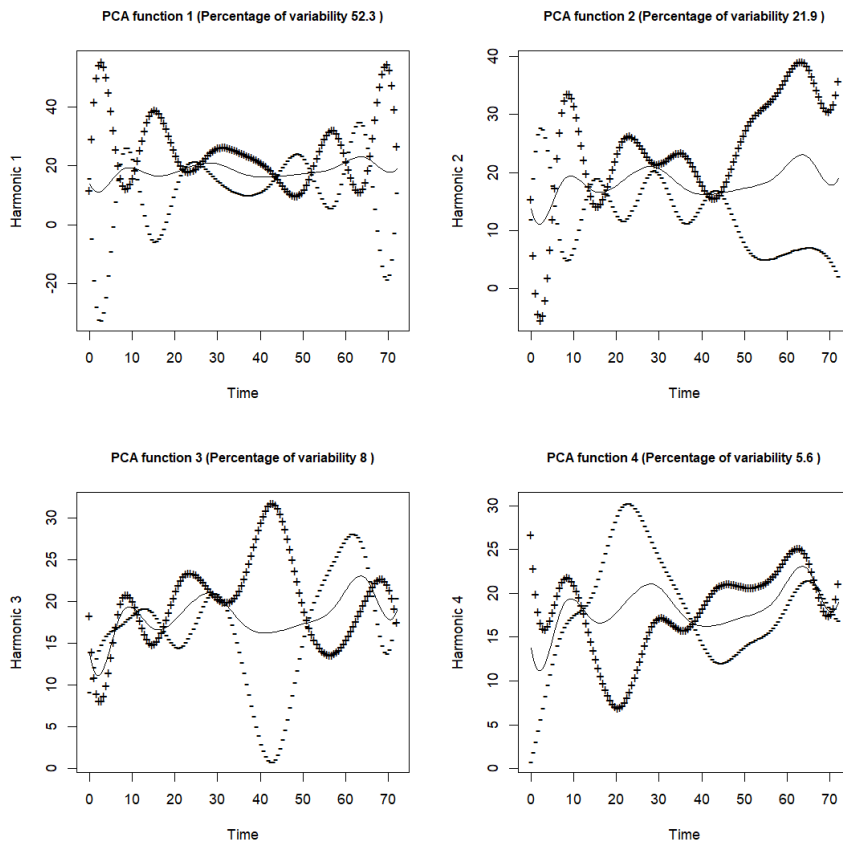 PCA function 1 (Percentage of variability 52.3 )
Harmonic 1
40
20
0
-20
0 10 20 30 40 50 60 70
Time
PCA function 2 (Percentage of variability 21.9 )
Harmonic 2
40
30
20
10
0
0 10 20 30 40 50 60 70
Time
PCA function 3 (Percentage of variability 8 )
Harmonic 3
30
25
20
15
10
5
0
0 10 20 30 40 50 60 70
Time
PCA function 4 (Percentage of variability 5.6 )
Harmonic 4
30
25
20
15
10
5
0
0 10 20 30 40 50 60 70
Time